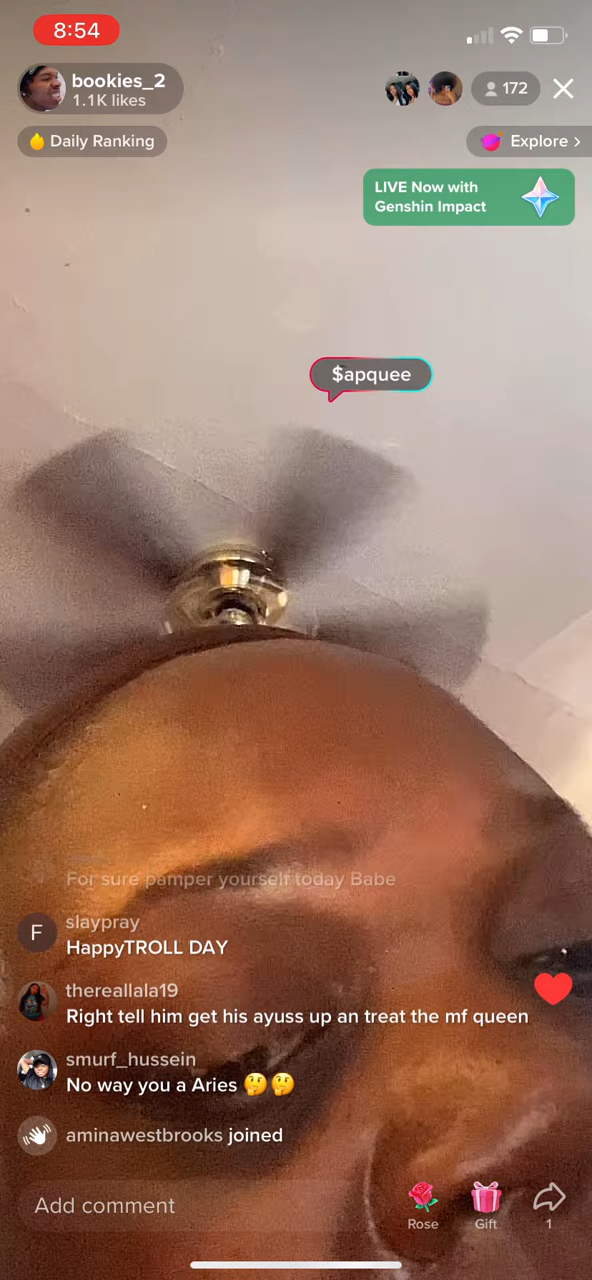 8:54
bookies_2
1.1K likes
172
Daily Ranking
Explore >
LIVE Now with
Genshin Impact
$apquee
For sure pamper yourself today Babe
slaypray
F
HappyTROLL DAY
thereallala19
Right tell him get his ayuss up an treat the mf queen
smurf_hussein
No way you a Aries 🤔🤔
aminawestbrooks joined
Add comment
Rose
Gift
1